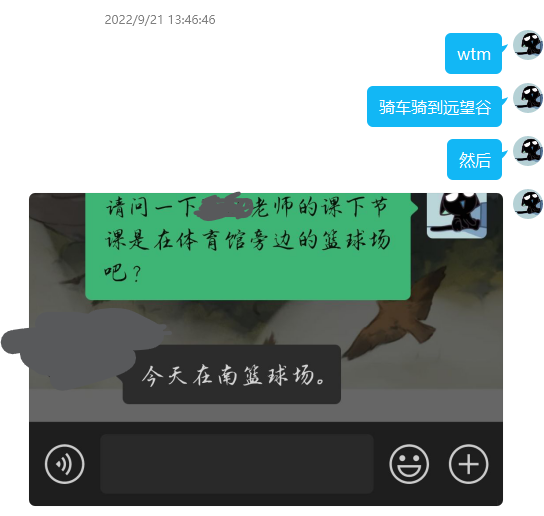 2022/9/21 13:46:46
wtm
骑车骑到远望谷
然后
请问一下 老师的课下节
课是在体育馆旁边的篮球场
吧？
今天在南篮球场。